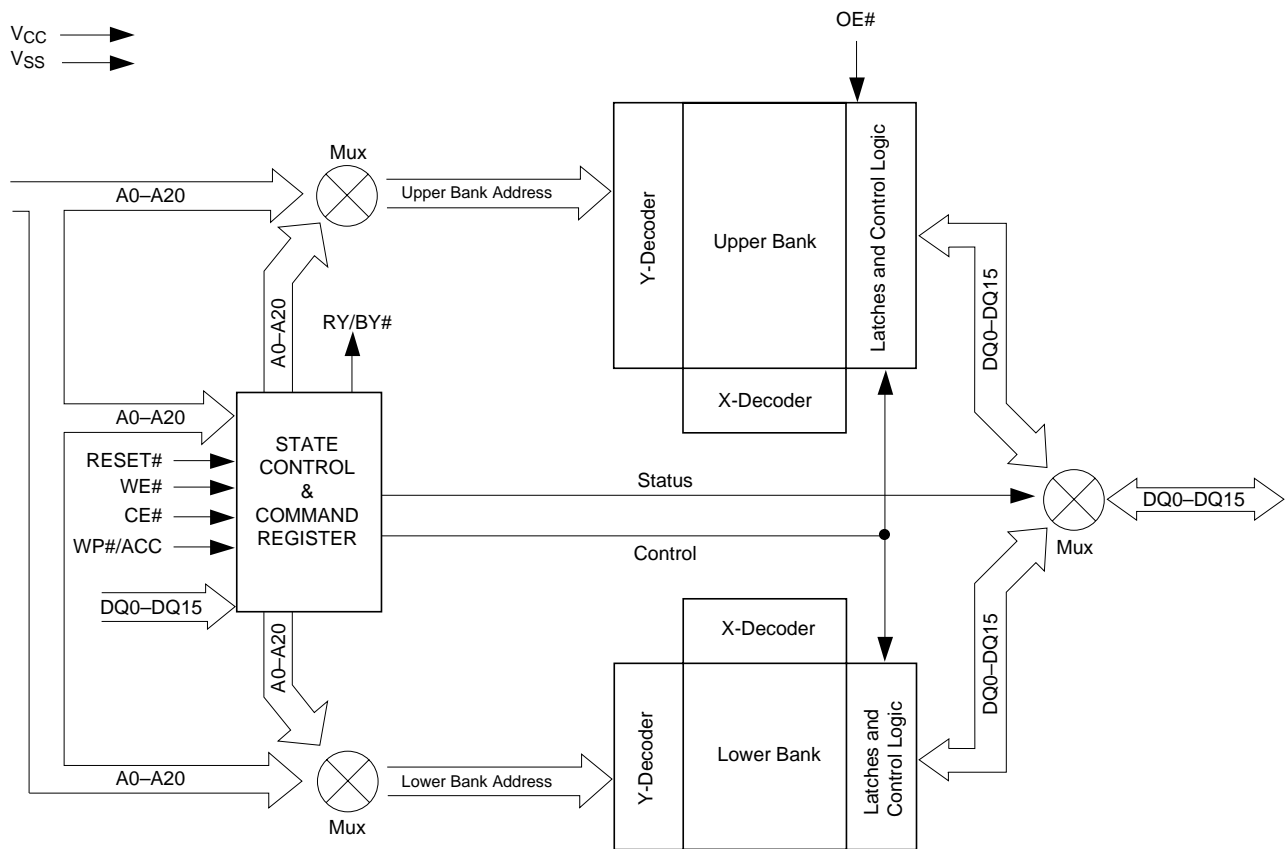 VCC
VSS
OE#
Mux
A0–A20
Upper Bank Address
Y-Decoder
Upper Bank
Latches and Control Logic
X-Decoder
DQ0–DQ15
A0–A20
RY/BY#
A0–A20
RESET#
WE#
CE#
WP#/ACC
DQ0–DQ15
STATE
CONTROL
&
COMMAND
REGISTER
Status
Control
Mux
DQ0–DQ15
A0–A20
X-Decoder
Y-Decoder
Lower Bank
Latches and
Control Logic
DQ0–DQ15
A0–A20
Mux
Lower Bank Address